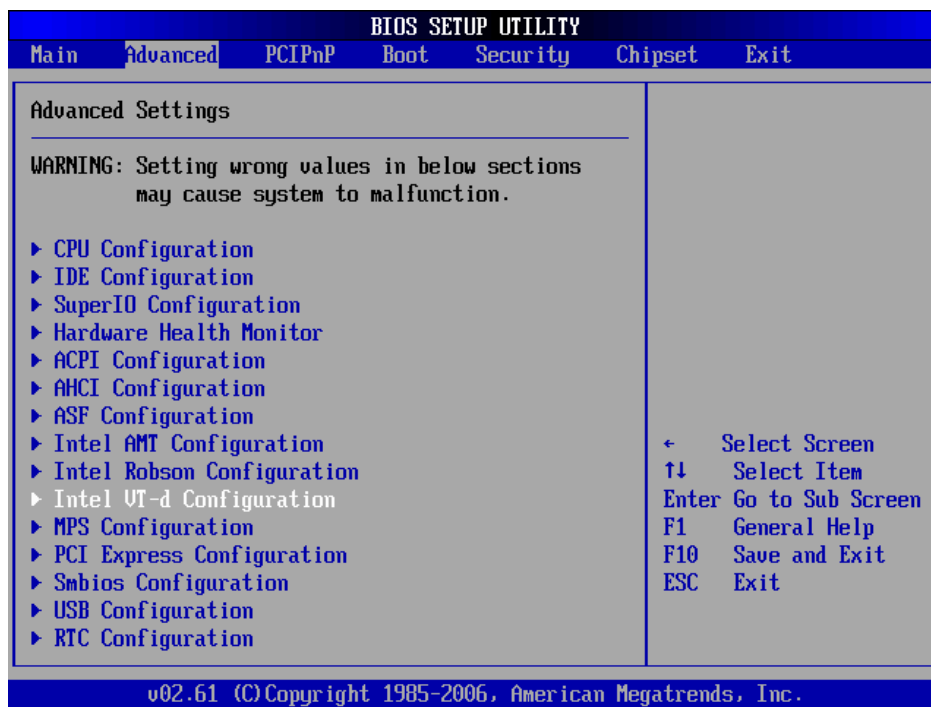 BIOS SETUP UTILITY
Main Advanced PCIPnP Boot Security Chipset Exit
Advanced Settings
WARNING: Setting wrong values in below sections
may cause system to malfunction.
▶ CPU Configuration
▶ IDE Configuration
▶ SuperIO Configuration
▶ Hardware Health Monitor
▶ ACPI Configuration
▶ AHCI Configuration
▶ ASF Configuration
▶ Intel AMT Configuration
▶ Intel Robson Configuration
▶ Intel VT-d Configuration
▶ MPS Configuration
▶ PCI Express Configuration
▶ Smbios Configuration
▶ USB Configuration
▶ RTC Configuration
← Select Screen
↑↓ Select Item
Enter Go to Sub Screen
F1 General Help
F10 Save and Exit
ESC Exit
v02.61 (C)Copyright 1985-2006, American Megatrends, Inc.